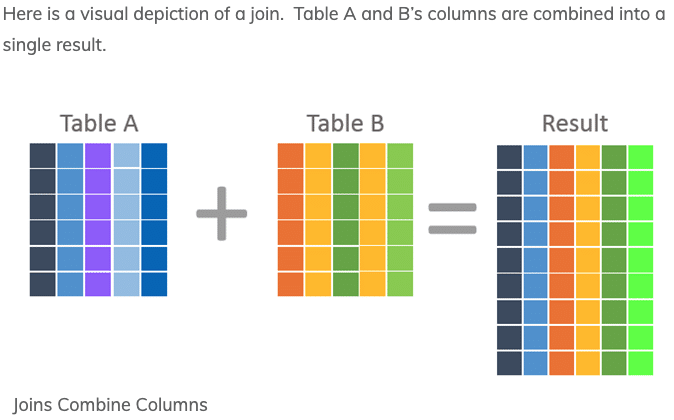 Here is a visual depiction of a join.  Table A and B’s columns are combined into a
single result.
Table A
Table B
Result
Joins Combine Columns